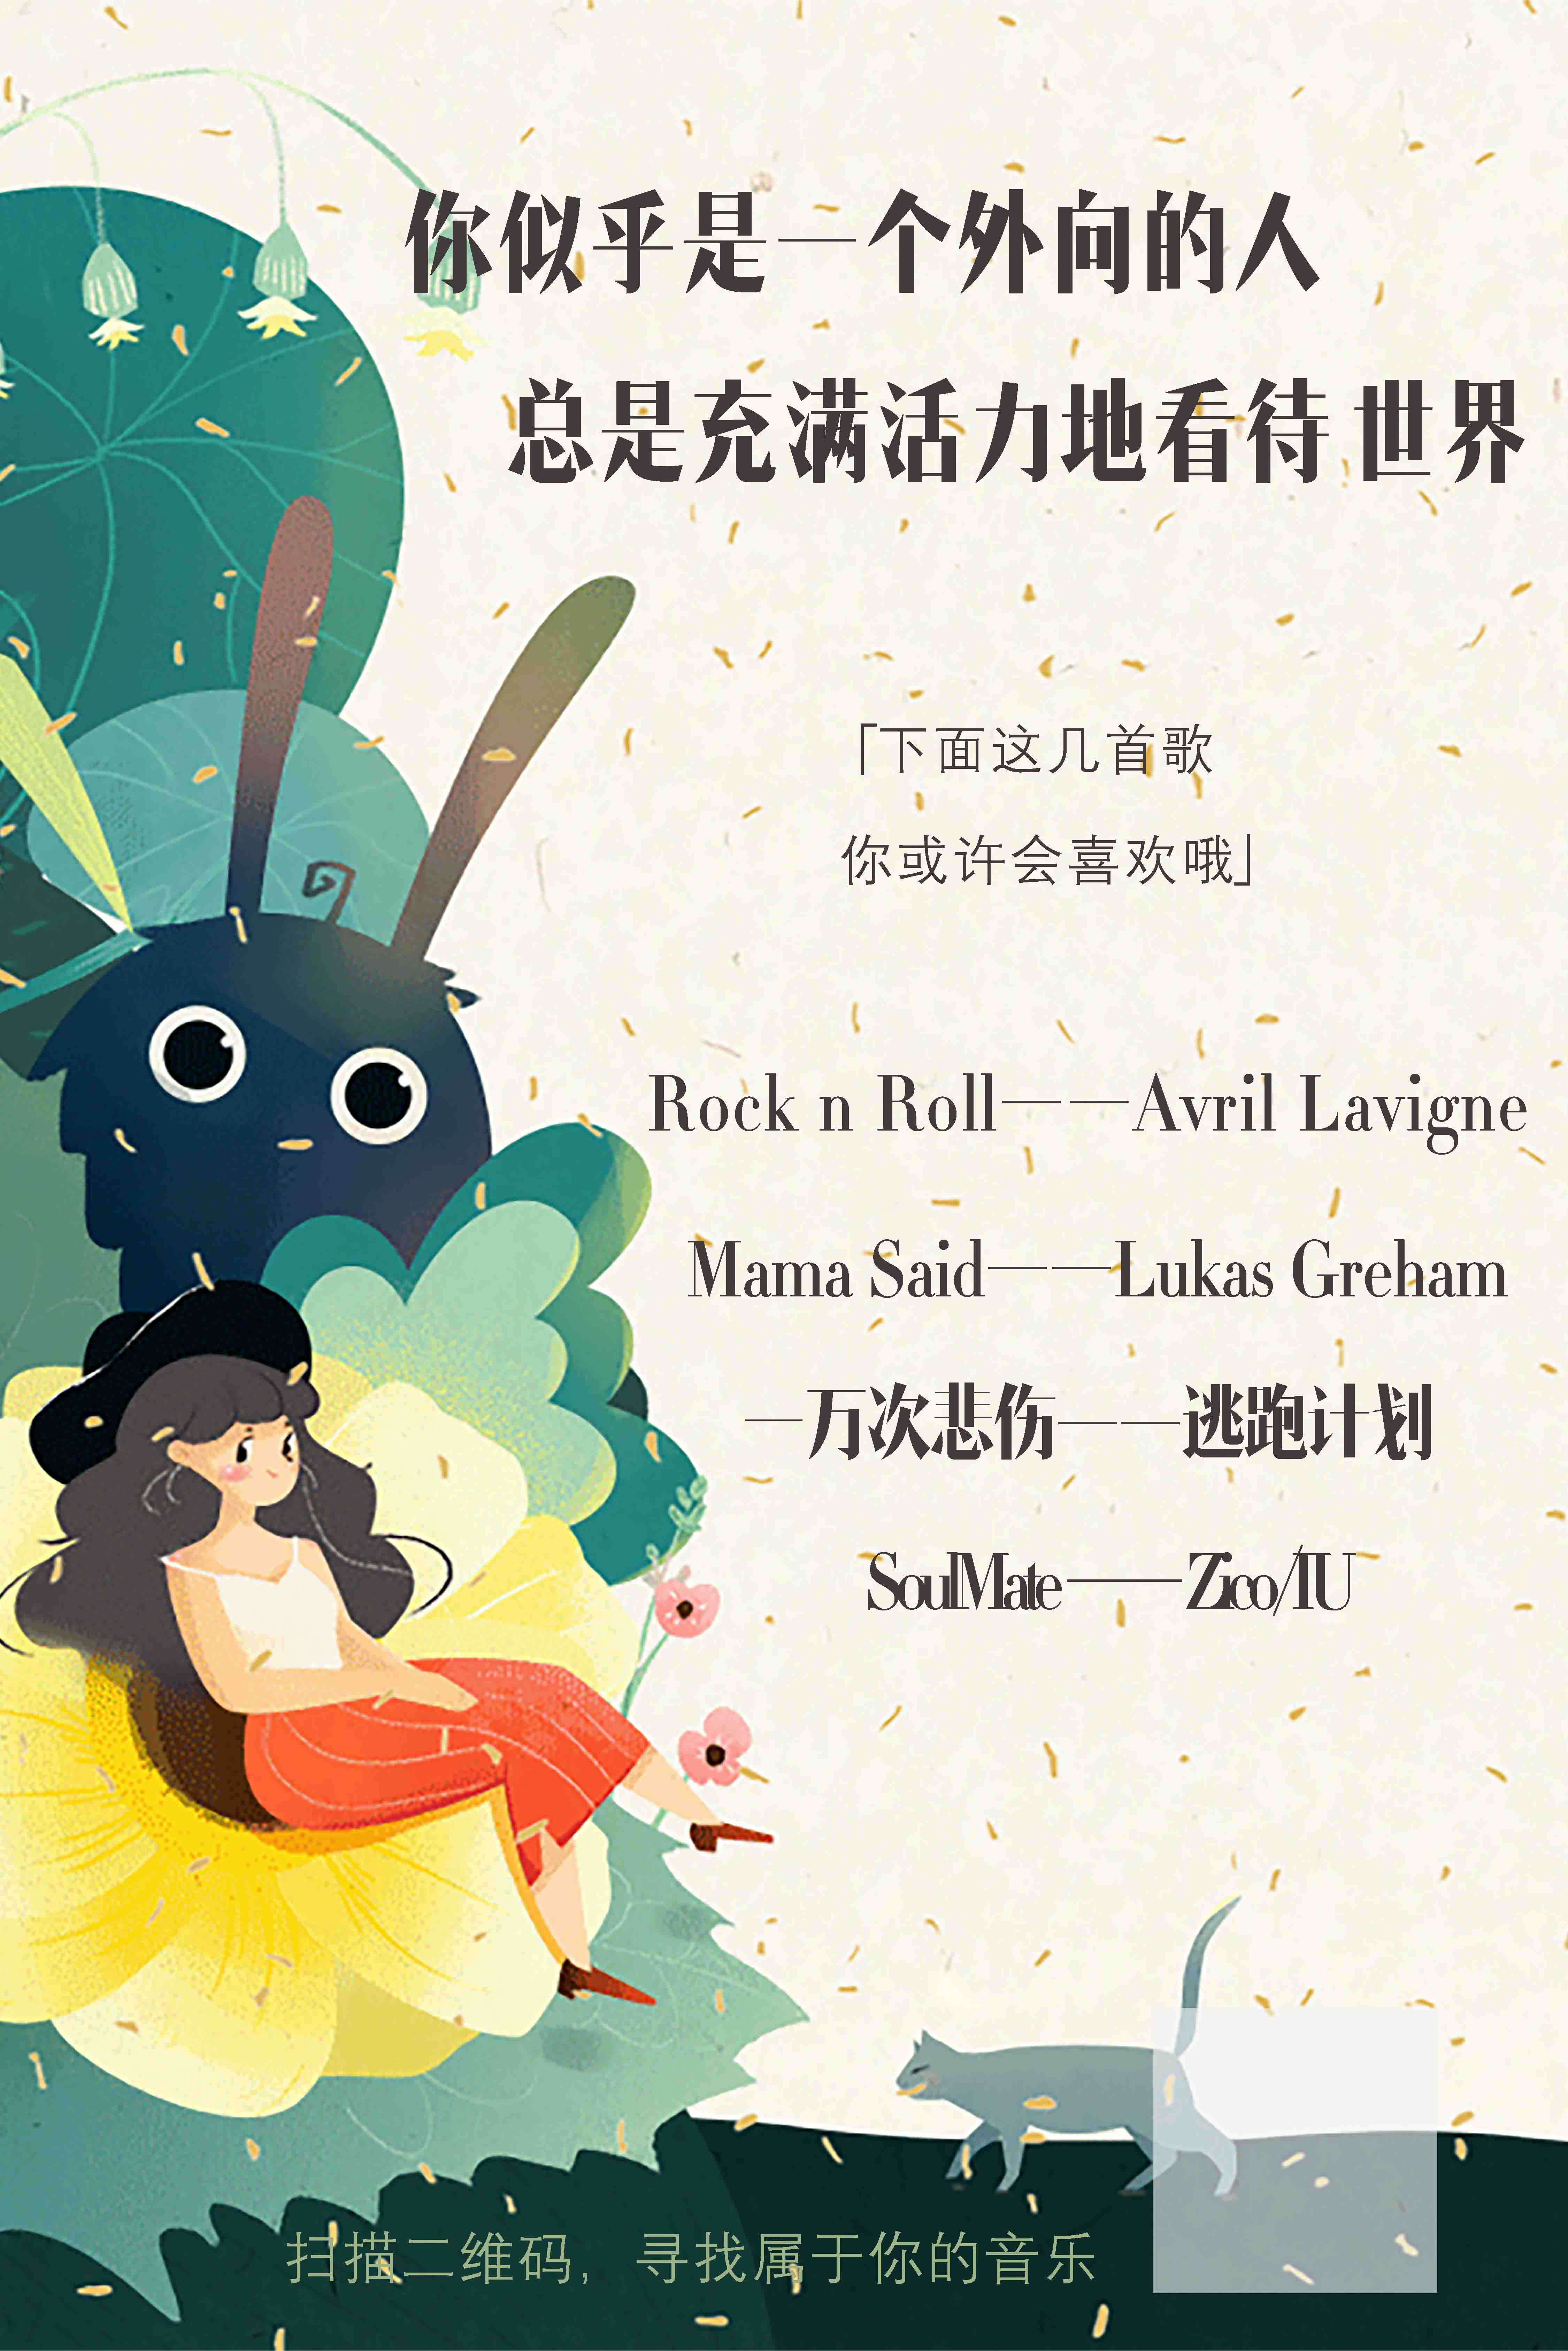 你似乎是一个外向的人
总是充满活力地看待世界
「下面这几首歌
你或许会喜欢哦」
Rock n Roll——Avril Lavigne
Mama Said——Lukas Greham
一万次悲伤——逃跑计划
SoulMate——Zico/IU
扫描二维码，寻找属于你的音乐